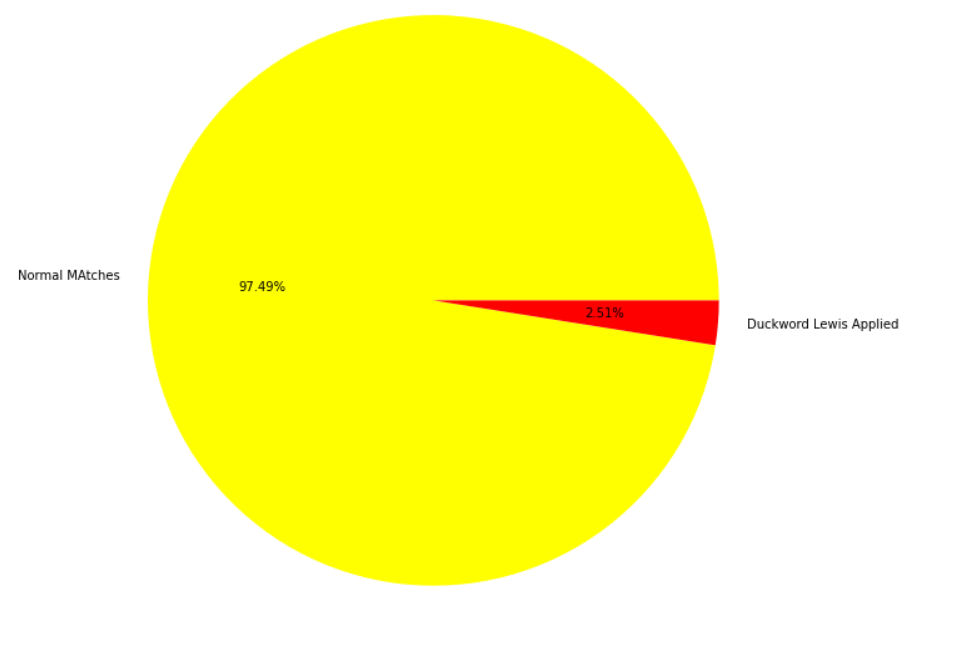 Normal MAtches
97.49%
2.51%
Duckword Lewis Applied